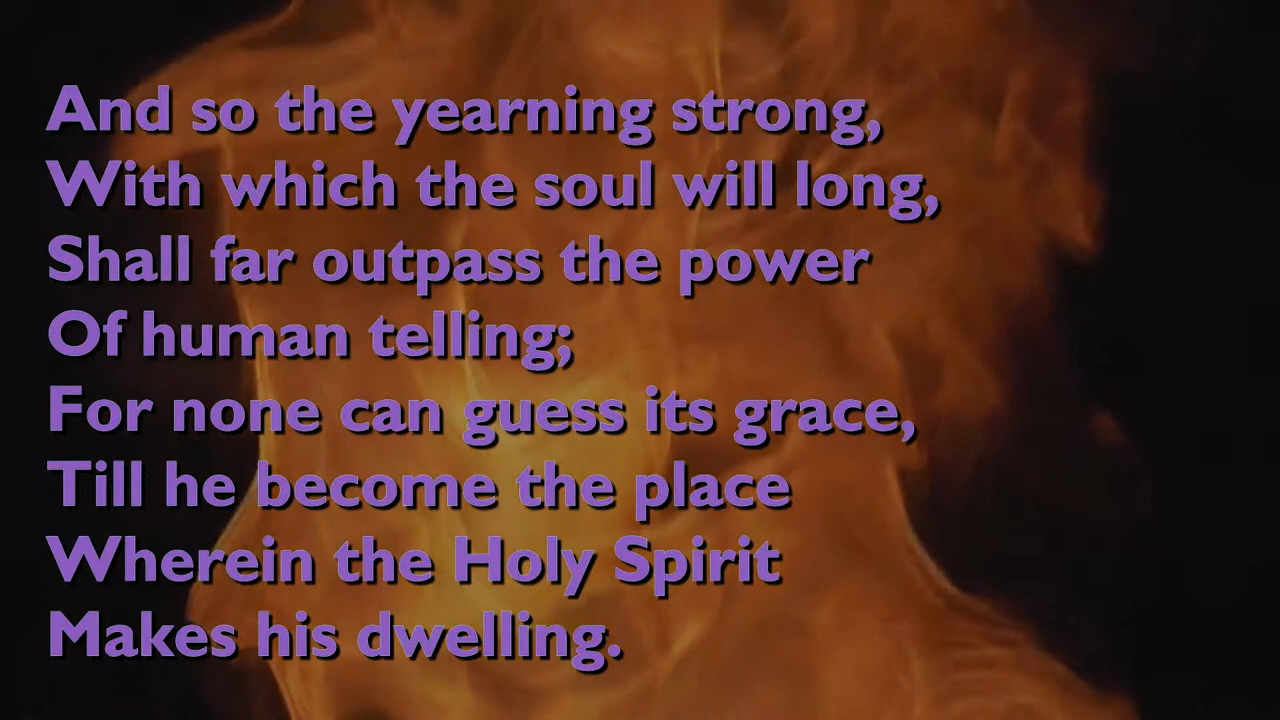 And so the yearning strong,
With which the soul will long,
Shall far outpass the power
Of human telling;
For none can guess its grace,
Till he become the place
Wherein the Holy Spirit
Makes his dwelling.